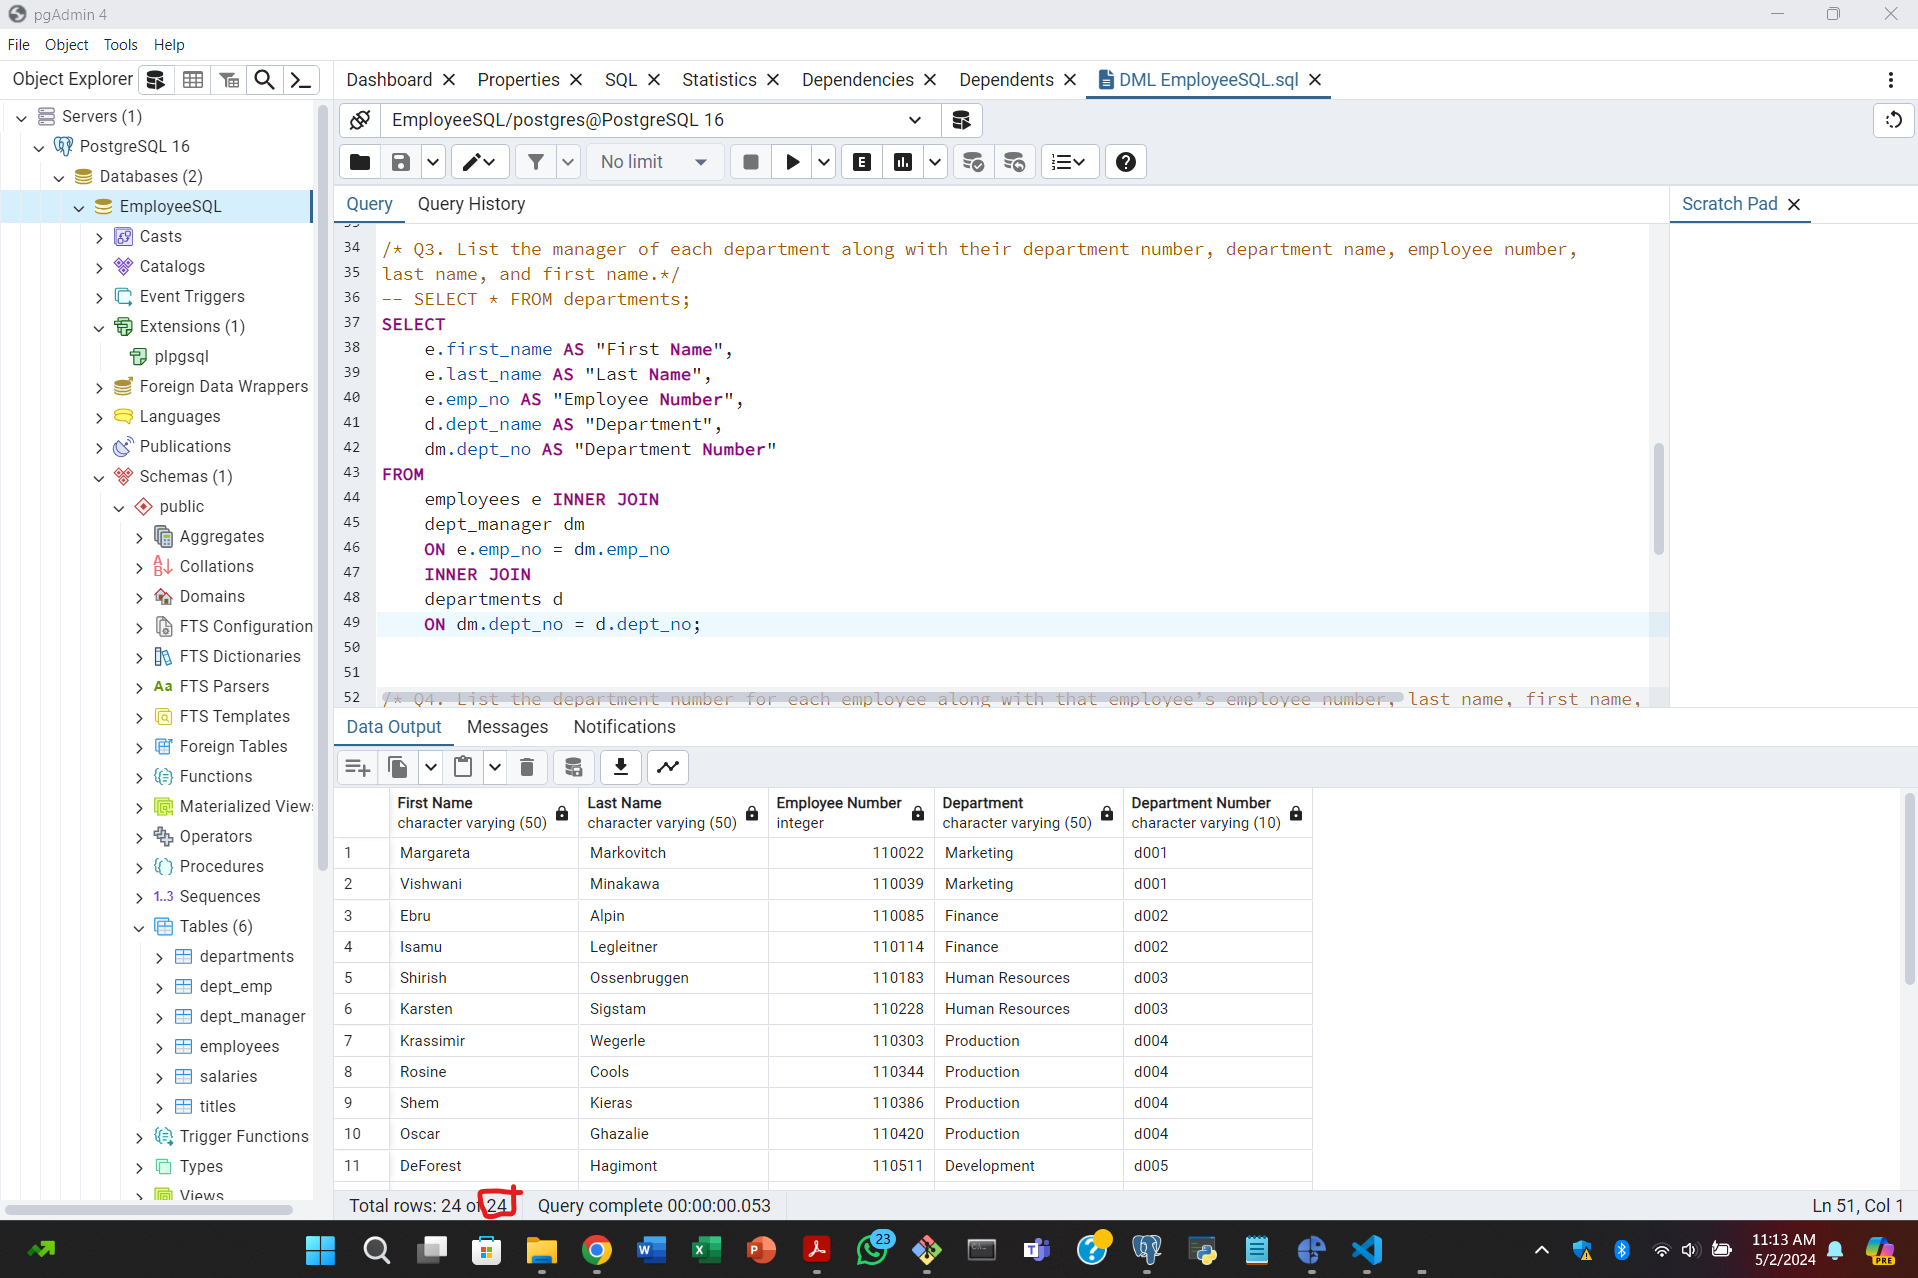 pgAdmin 4
File Object Tools Help
Object Explorer
Dashboard Properties SQL Statistics Dependencies Dependents DML EmployeeSQL.sql
Servers (1)
PostgreSQL 16
Databases (2)
EmployeeSQL
Casts
Catalogs
Event Triggers
Extensions (1)
plpgsql
Foreign Data Wrappers
Languages
Publications
Schemas (1)
public
Aggregates
Collations
Domains
FTS Configuration
FTS Dictionaries
FTS Parsers
FTS Templates
Foreign Tables
Functions
Materialized Views
Operators
Procedures
1..3 Sequences
Tables (6)
departments
dept_emp
dept_manager
employees
salaries
titles
Trigger Functions
Types
Views
EmployeeSQL/postgres@PostgreSQL 16
No limit
Query Query History
Scratch Pad
34 /* Q3. List the manager of each department along with their department number, department name, employee number,
35 last name, and first name.*/
36 -- SELECT * FROM departments;
37 SELECT
38 e.first_name AS "First Name",
39 e.last_name AS "Last Name",
40 e.emp_no AS "Employee Number",
41 d.dept_name AS "Department",
42 dm.dept_no AS "Department Number"
43 FROM
44 employees e INNER JOIN
45 dept_manager dm
46 ON e.emp_no = dm.emp_no
47 INNER JOIN
48 departments d
49 ON dm.dept_no = d.dept_no;
50
51
52 /* Q4. List the department number for each employee along with that employee's employee number, last name, first name,
Data Output Messages Notifications
First Name Last Name Employee Number Department Department Number
character varying (50) character varying (50) integer character varying (50) character varying (10)
1 Margareta Markovitch 110022 Marketing d001
2 Vishwani Minakawa 110039 Marketing d001
3 Ebru Alpin 110085 Finance d002
4 Isamu Legleitner 110114 Finance d002
5 Shirish Ossenbruggen 110183 Human Resources d003
6 Karsten Sigstam 110228 Human Resources d003
7 Krassimir Wegerle 110303 Production d004
8 Rosine Cools 110344 Production d004
9 Shem Kieras 110386 Production d004
10 Oscar Ghazalie 110420 Production d004
11 DeForest Hagimont 110511 Development d005
Total rows: 24 of 24 Query complete 00:00:00.053 Ln 51, Col 1
23
11:13 AM
5/2/2024
PRE